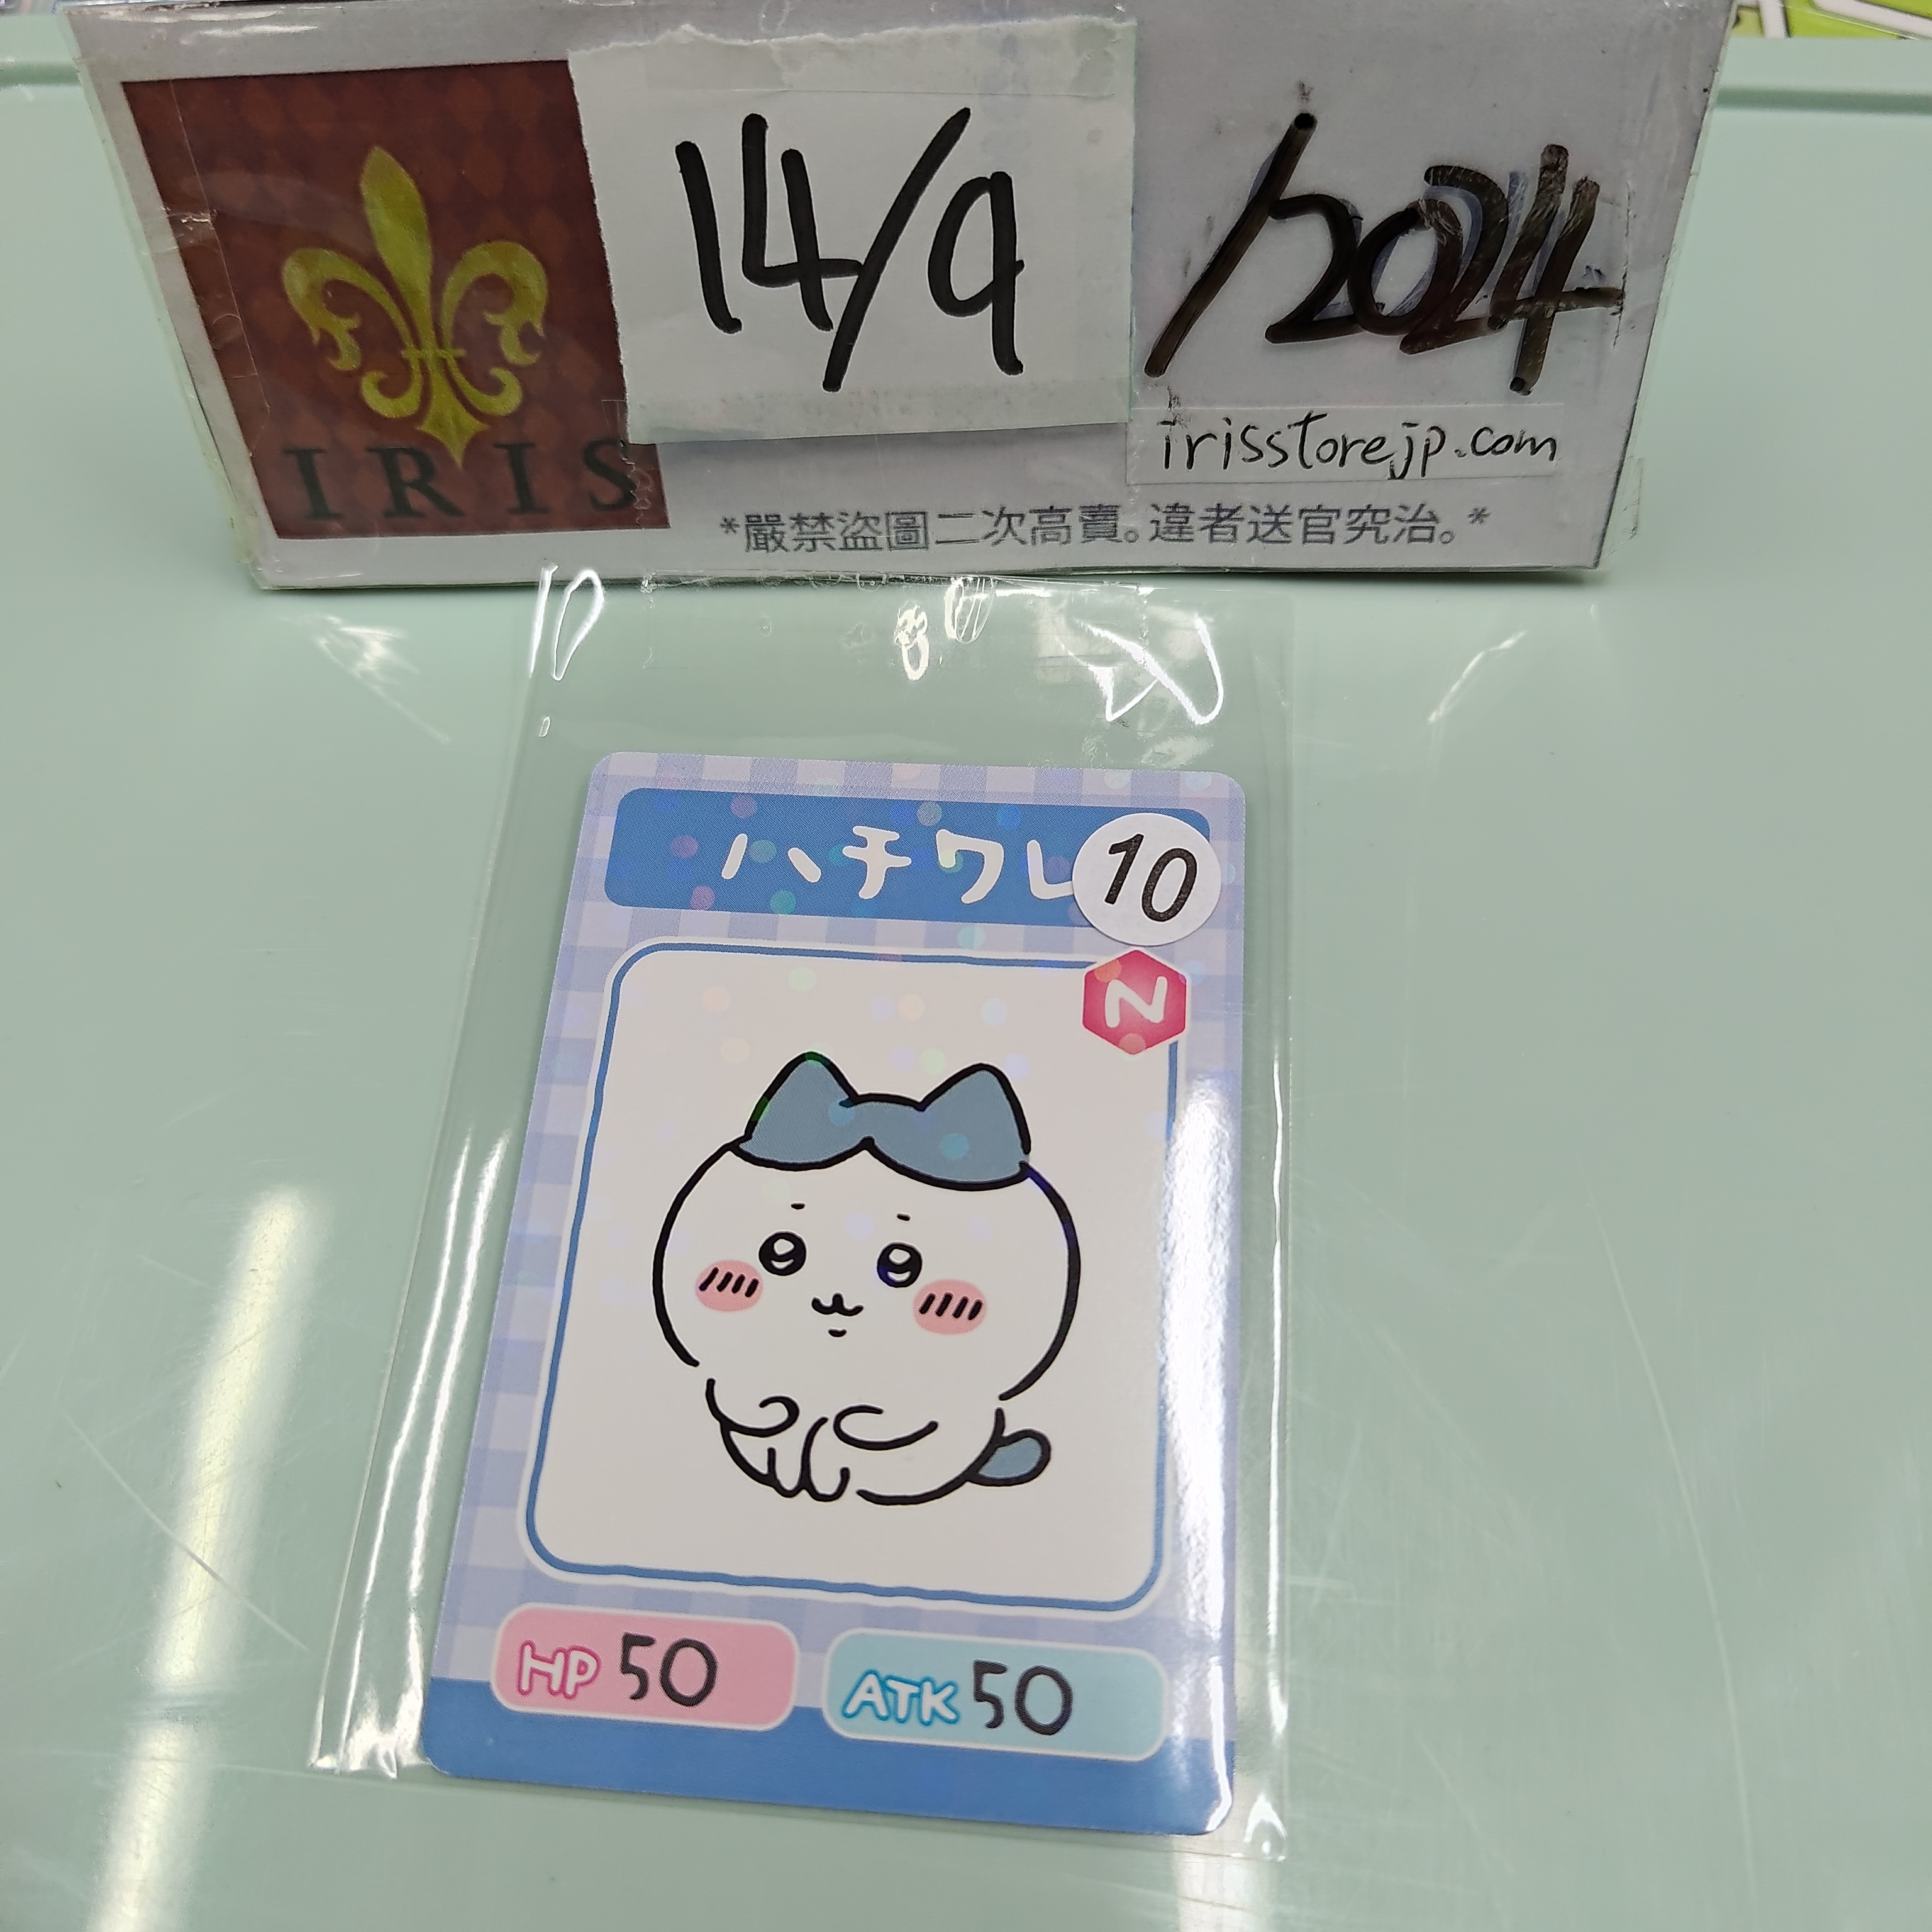 14/9 /2024
IRIS
irisstorejp.com
*嚴禁盜圖二次高賣。違者送官究治。*
ハチワレ
10
N
HP 50
ATK 50